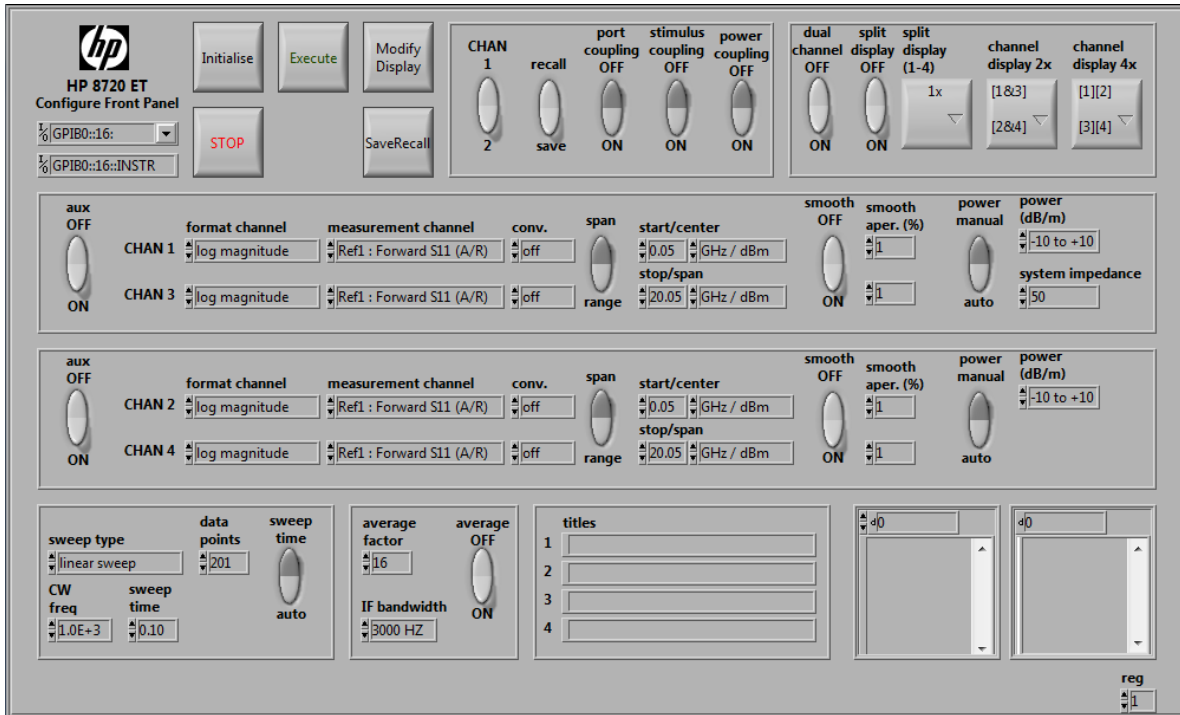 hp
HP 8720 ET
Configure Front Panel
GPIB0::16:
GPIB0::16::INSTR
Initialise
Execute
Modify
Display
STOP
SaveRecall
CHAN
1
2
recall
save
port
coupling
OFF
ON
stimulus
coupling
OFF
ON
power
coupling
OFF
ON
dual
channel
OFF
ON
split
display
OFF
ON
split
display
(1-4)
1x
channel
display 2x
[1&3]
[2&4]
channel
display 4x
[1][2]
[3][4]
aux
OFF
ON
format channel measurement channel conv.
CHAN 1 log magnitude Ref1 : Forward S11 (A/R) off
CHAN 3 log magnitude Ref1 : Forward S11 (A/R) off
span
range
start/center
0.05 GHz / dBm
stop/span
20.05 GHz / dBm
smooth
OFF
ON
smooth
aper. (%)
1
1
power
manual
auto
power
(dB/m)
-10 to +10
system impedance
50
aux
OFF
ON
format channel measurement channel conv.
CHAN 2 log magnitude Ref1 : Forward S11 (A/R) off
CHAN 4 log magnitude Ref1 : Forward S11 (A/R) off
span
range
start/center
0.05 GHz / dBm
stop/span
20.05 GHz / dBm
smooth
OFF
ON
smooth
aper. (%)
1
1
power
manual
auto
power
(dB/m)
-10 to +10
sweep type
linear sweep
data
points
201
sweep
time
auto
CW
freq
1.0E+3
sweep
time
0.10
average
factor
16
average
OFF
ON
IF bandwidth
3000 HZ
titles
1
2
3
4
d0
d0
reg
1